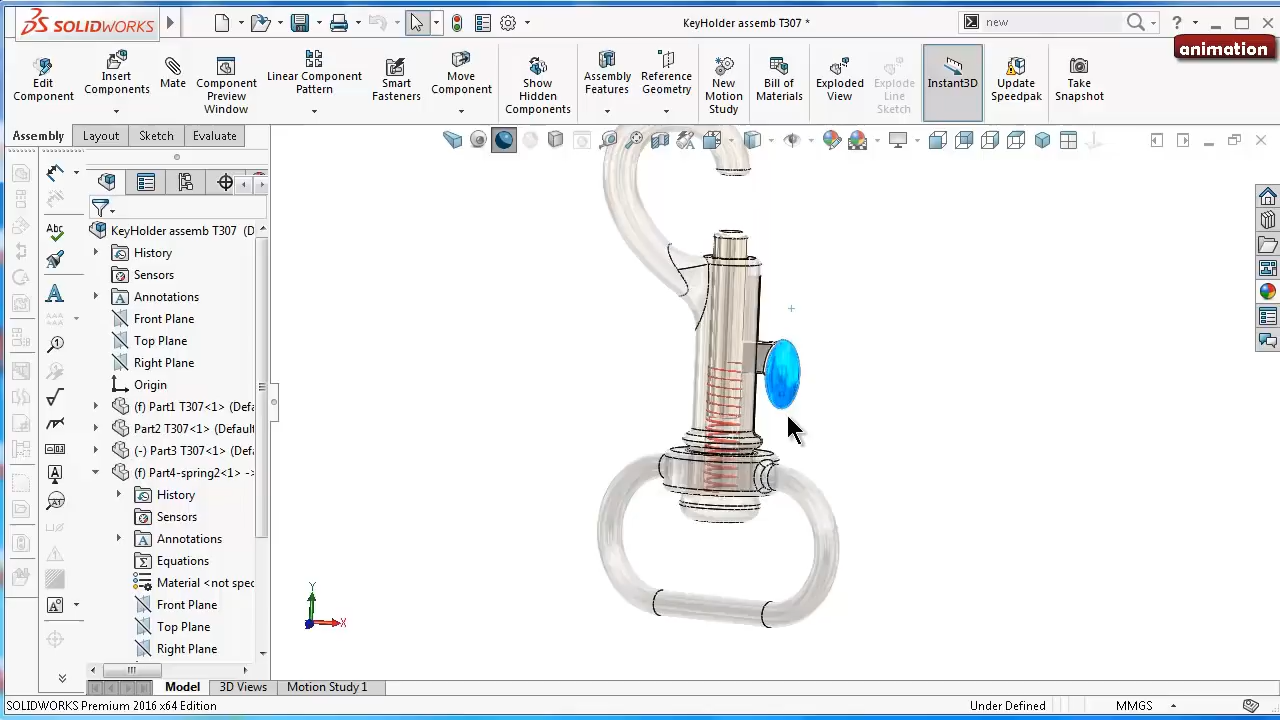 SOLIDWORKS
KeyHolder assemb T307 *
new
?
animation
Edit Component
Insert Components
Mate
Component Preview Window
Linear Component Pattern
Smart Fasteners
Move Component
Show Hidden Components
Assembly Features
Reference Geometry
New Motion Study
Bill of Materials
Exploded View
Explode Line Sketch
Instant3D
Update Speedpak
Take Snapshot
Assembly
Layout
Sketch
Evaluate
KeyHolder assemb T307 (D
History
Sensors
Annotations
Front Plane
Top Plane
Right Plane
Origin
(f) Part1 T307<1> (Defa
Part2 T307<1> (Default
(-) Part3 T307<1> (Defa
(f) Part4-spring2<1> ->
History
Sensors
Annotations
Equations
Material <not spec
Front Plane
Top Plane
Right Plane
Y
X
Model
3D Views
Motion Study 1
SOLIDWORKS Premium 2016 x64 Edition
Under Defined
MMGS